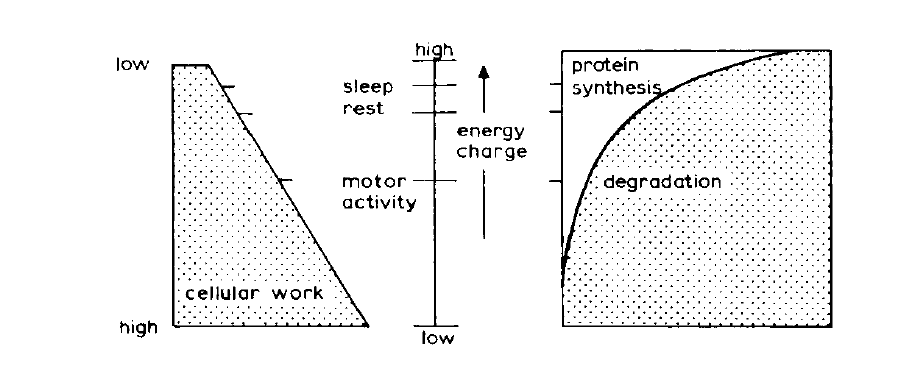 low
high
cellular work
high
sleep
rest
motor
activity
low
energy
charge
protein
synthesis
degradation